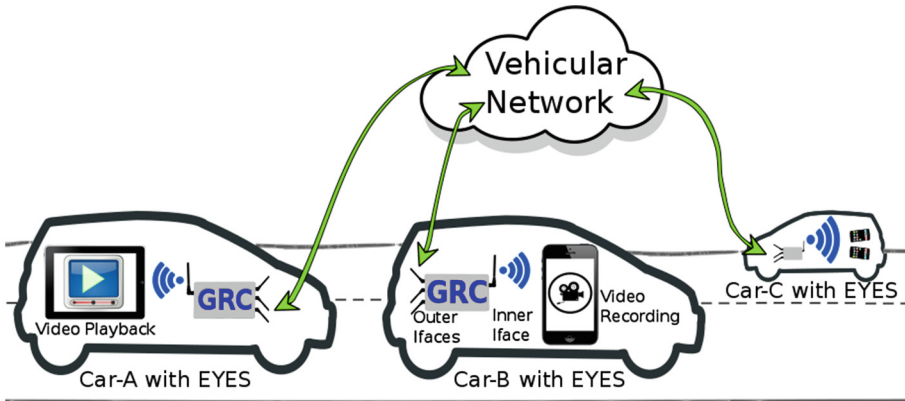 Vehicular
Network
GRC
Video Playback
Car-A with EYES
GRC
Outer
Ifaces
Inner
Iface
Video
Recording
Car-B with EYES
Car-C with EYES